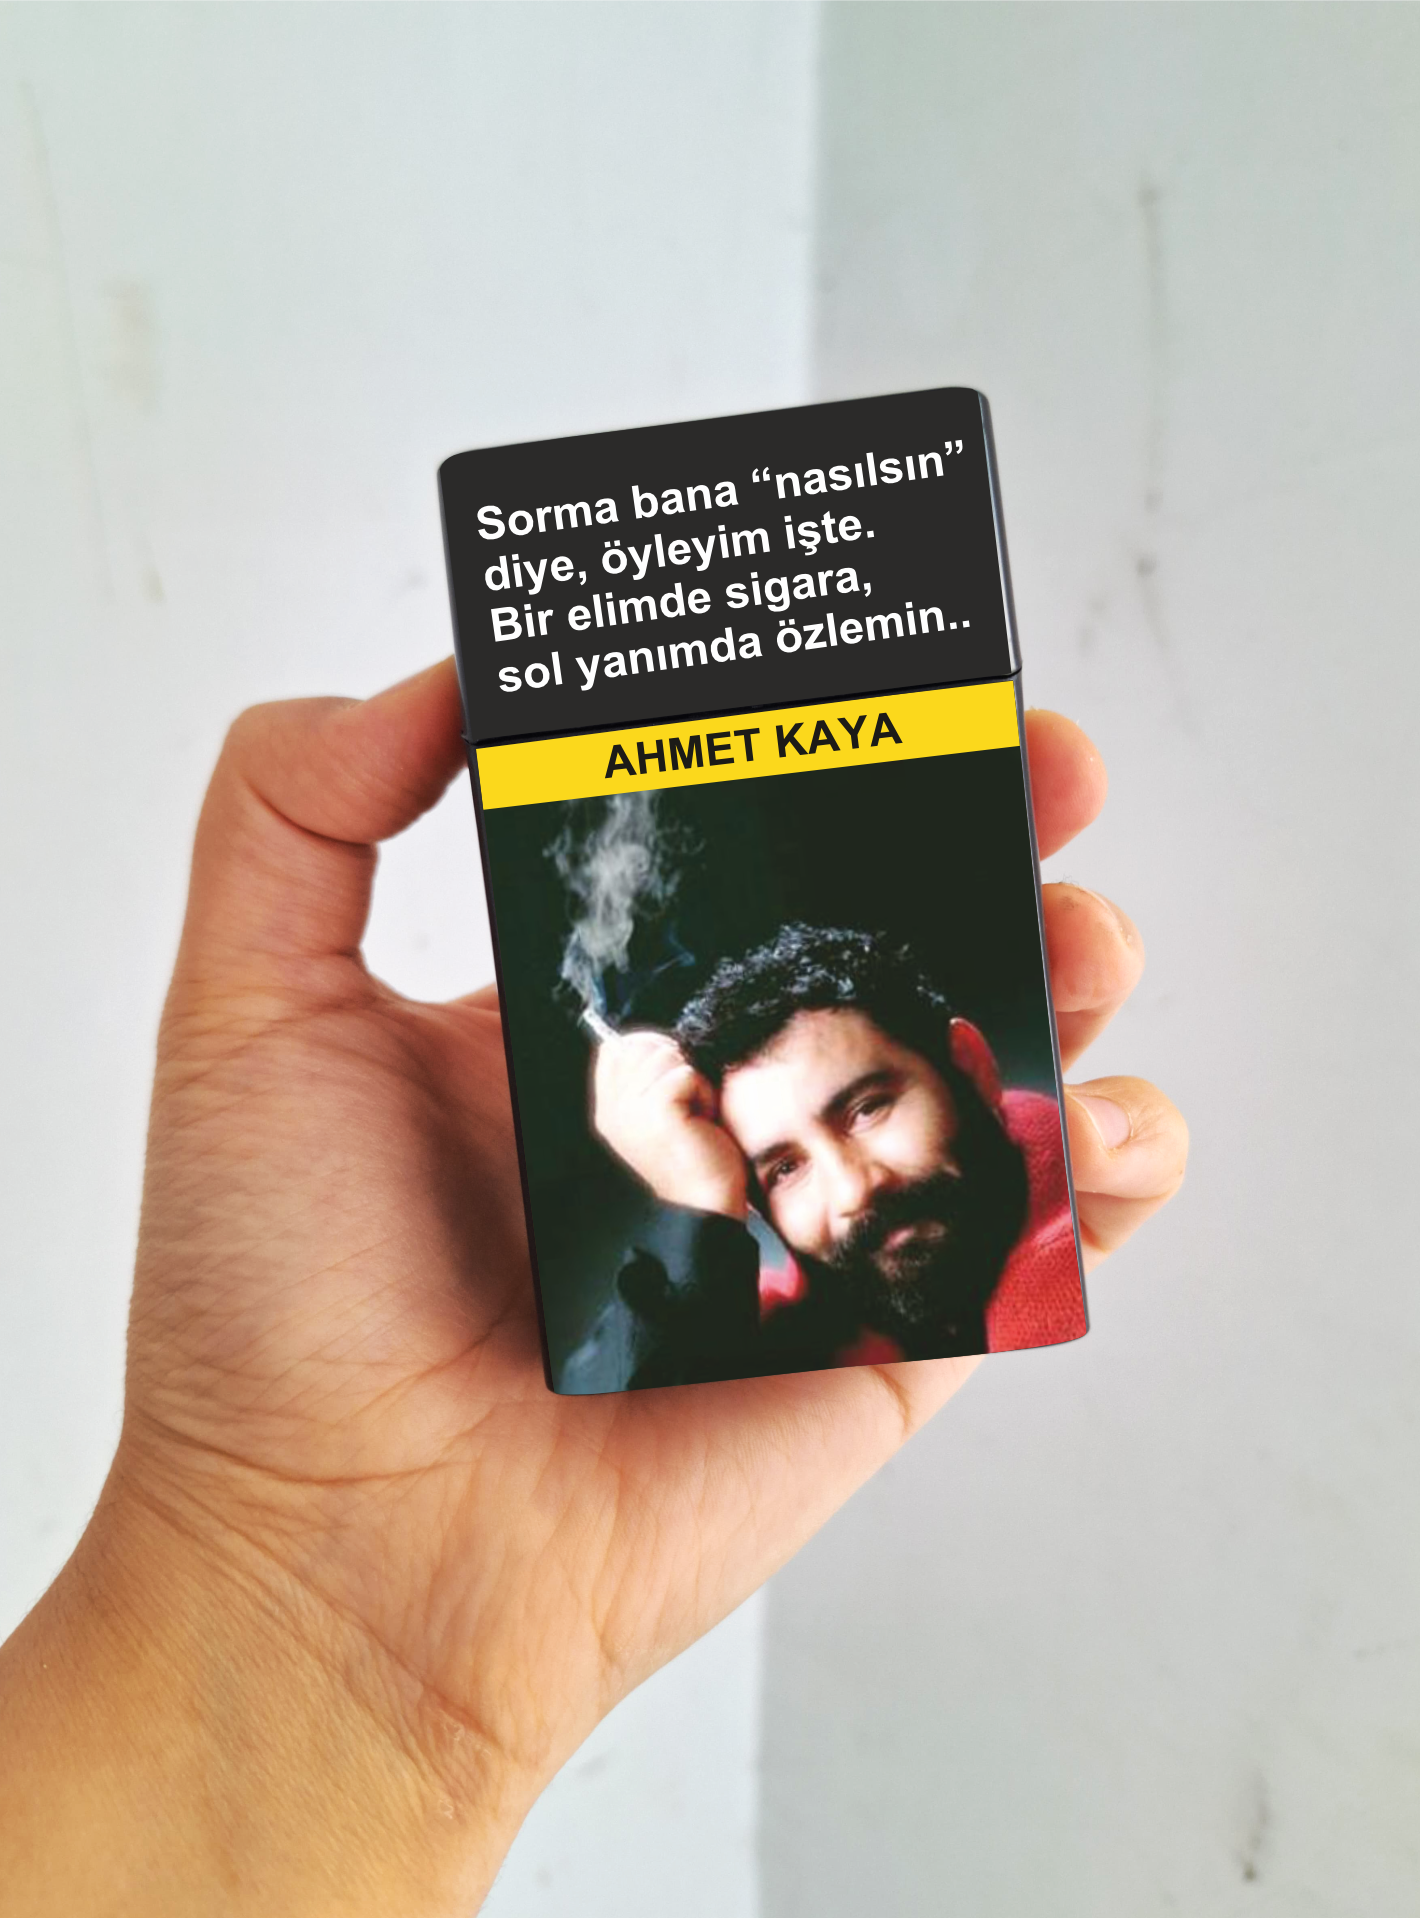 Sorma bana “nasılsın”
diye, öyleyim işte.
Bir elimde sigara,
sol yanımda özlemin..
AHMET KAYA